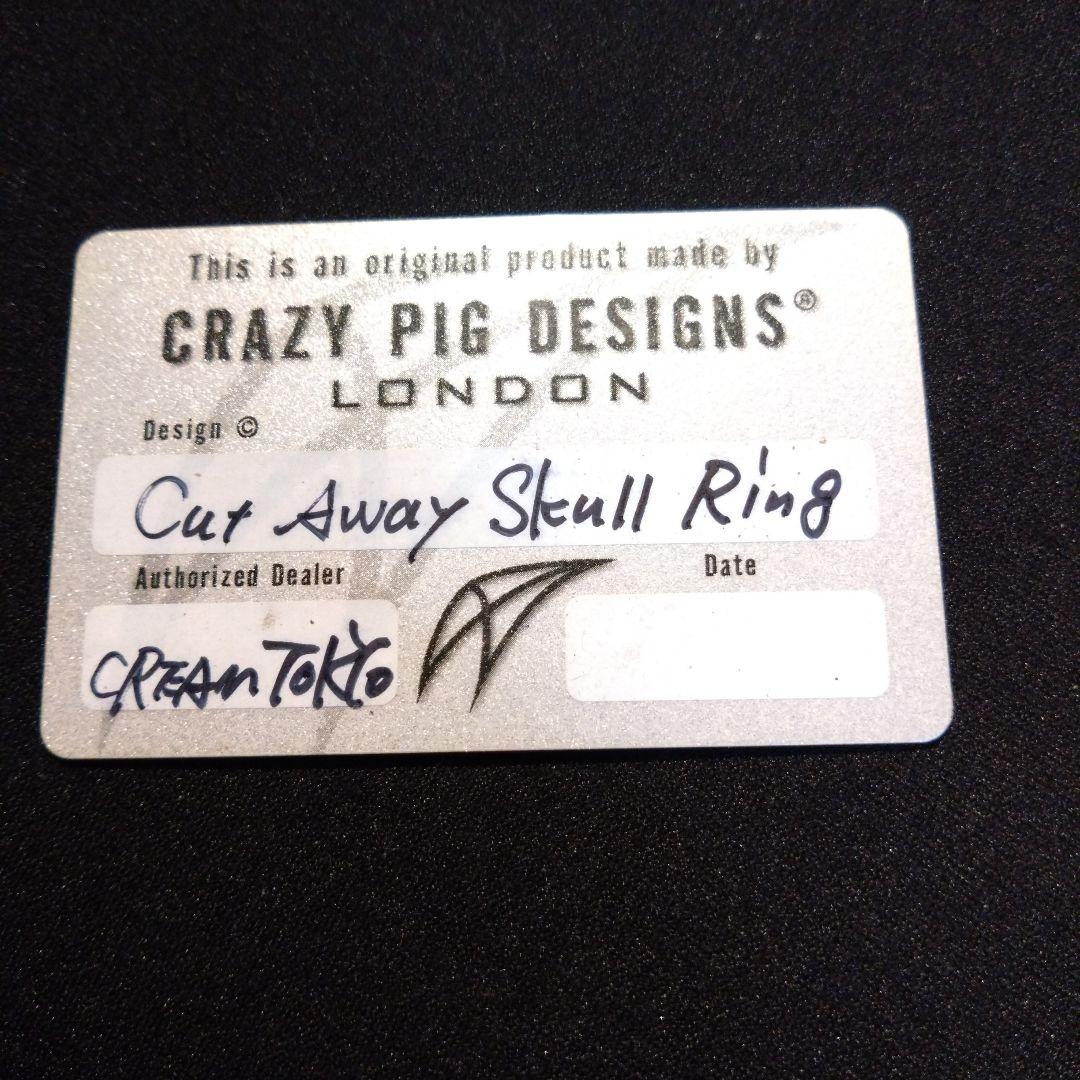 This is an original product made by
CRAZY PIG DESIGNS®
LONDON
Design ©
Cut Away Skull Ring
Authorized Dealer
Date
CREAM TOKYO